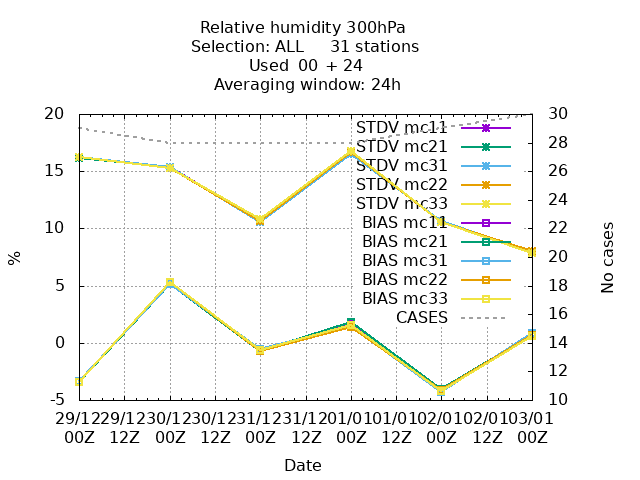 Relative humidity 300hPa
Selection: ALL 31 stations
Used 00 + 24
Averaging window: 24h
20
15
10
5
0
-5
%
30
28
26
24
22
20
18
16
14
12
10
No cases
STDV mc11
STDV mc21
STDV mc31
STDV mc22
STDV mc33
BIAS mc11
BIAS mc21
BIAS mc31
BIAS mc22
BIAS mc33
CASES
29/12 29/12 30/12 30/12 31/12 31/12 01/01 01/01 02/01 02/01 03/01
00Z 12Z 00Z 12Z 00Z 12Z 00Z 12Z 00Z 12Z 00Z
Date